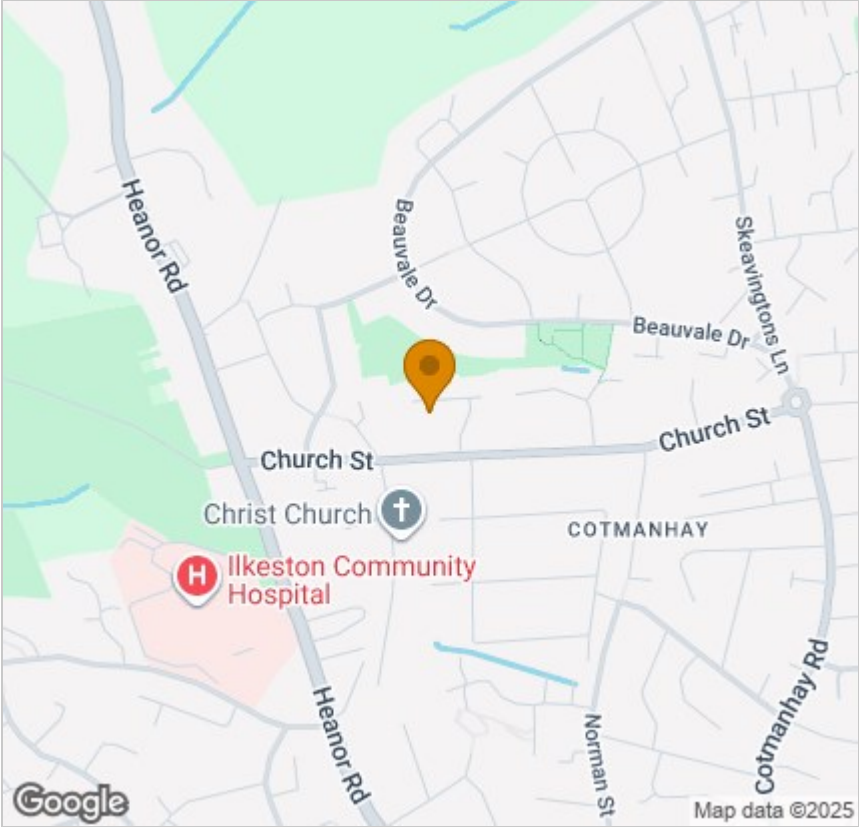 Heanor Rd
Beauvale Dr
Skeavingtons Ln
Beauvale Dr
Church St
Church St
Christ Church
COTMANHAY
H
Ilkeston Community
Hospital
Heanor Rd
Norman St
Cotmanhay Rd
Google
Map data ©2025